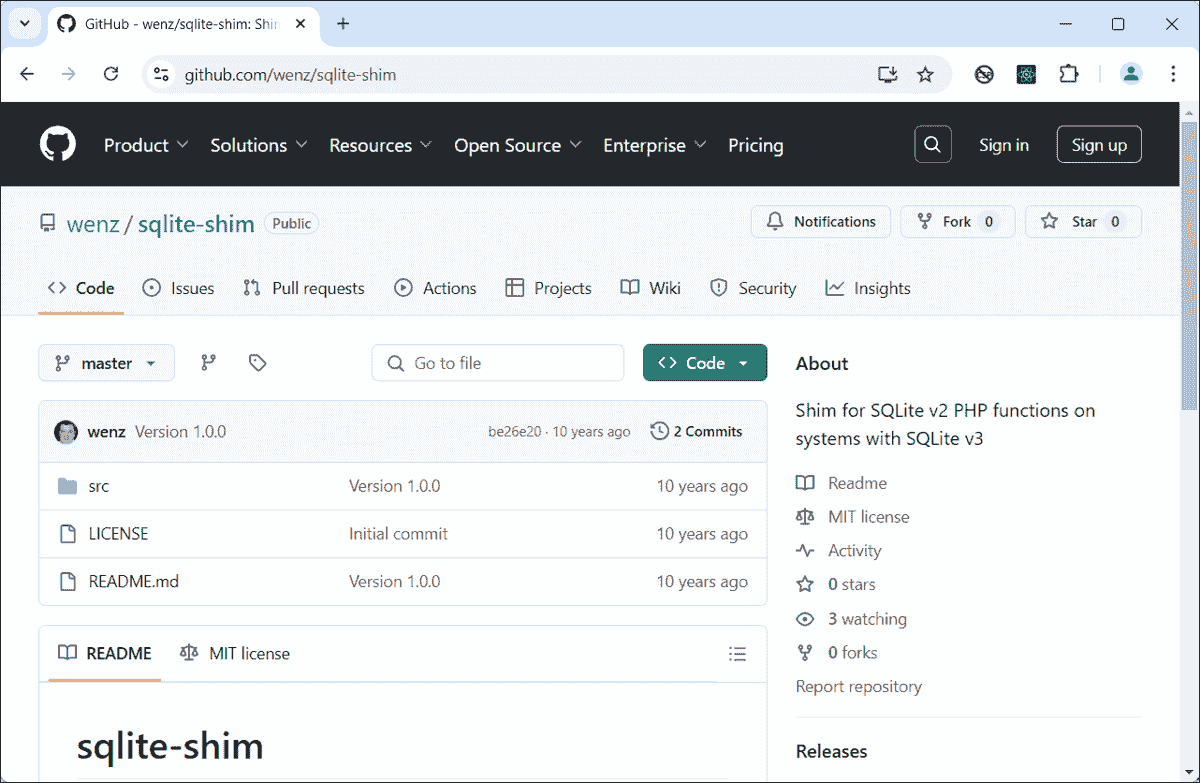 GitHub - wenz/sqlite-shim: Shi
github.com/wenz/sqlite-shim
Product Solutions Resources Open Source Enterprise Pricing Sign in Sign up
wenz / sqlite-shim Public Notifications Fork 0 Star 0
Code Issues Pull requests Actions Projects Wiki Security Insights
master Go to file Code
wenz Version 1.0.0 be26e20 · 10 years ago 2 Commits
src Version 1.0.0 10 years ago
LICENSE Initial commit 10 years ago
README.md Version 1.0.0 10 years ago
README MIT license
sqlite-shim
About
Shim for SQLite v2 PHP functions on
systems with SQLite v3
Readme
MIT license
Activity
0 stars
3 watching
0 forks
Report repository
Releases